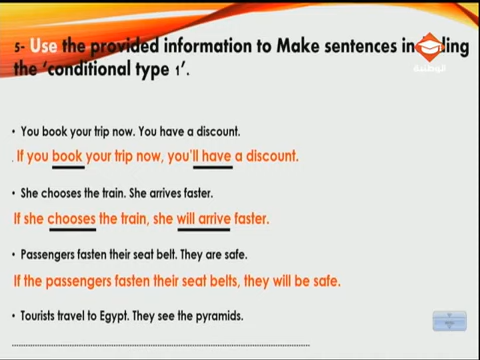 5- Use the provided information to Make sentences including
the ‘conditional type 1’.
الوطنية
• You book your trip now. You have a discount.
. If you book your trip now, you'll have a discount.
• She chooses the train. She arrives faster.
If she chooses the train, she will arrive faster.
• Passengers fasten their seat belt. They are safe.
If the passengers fasten their seat belts, they will be safe.
• Tourists travel to Egypt. They see the pyramids.